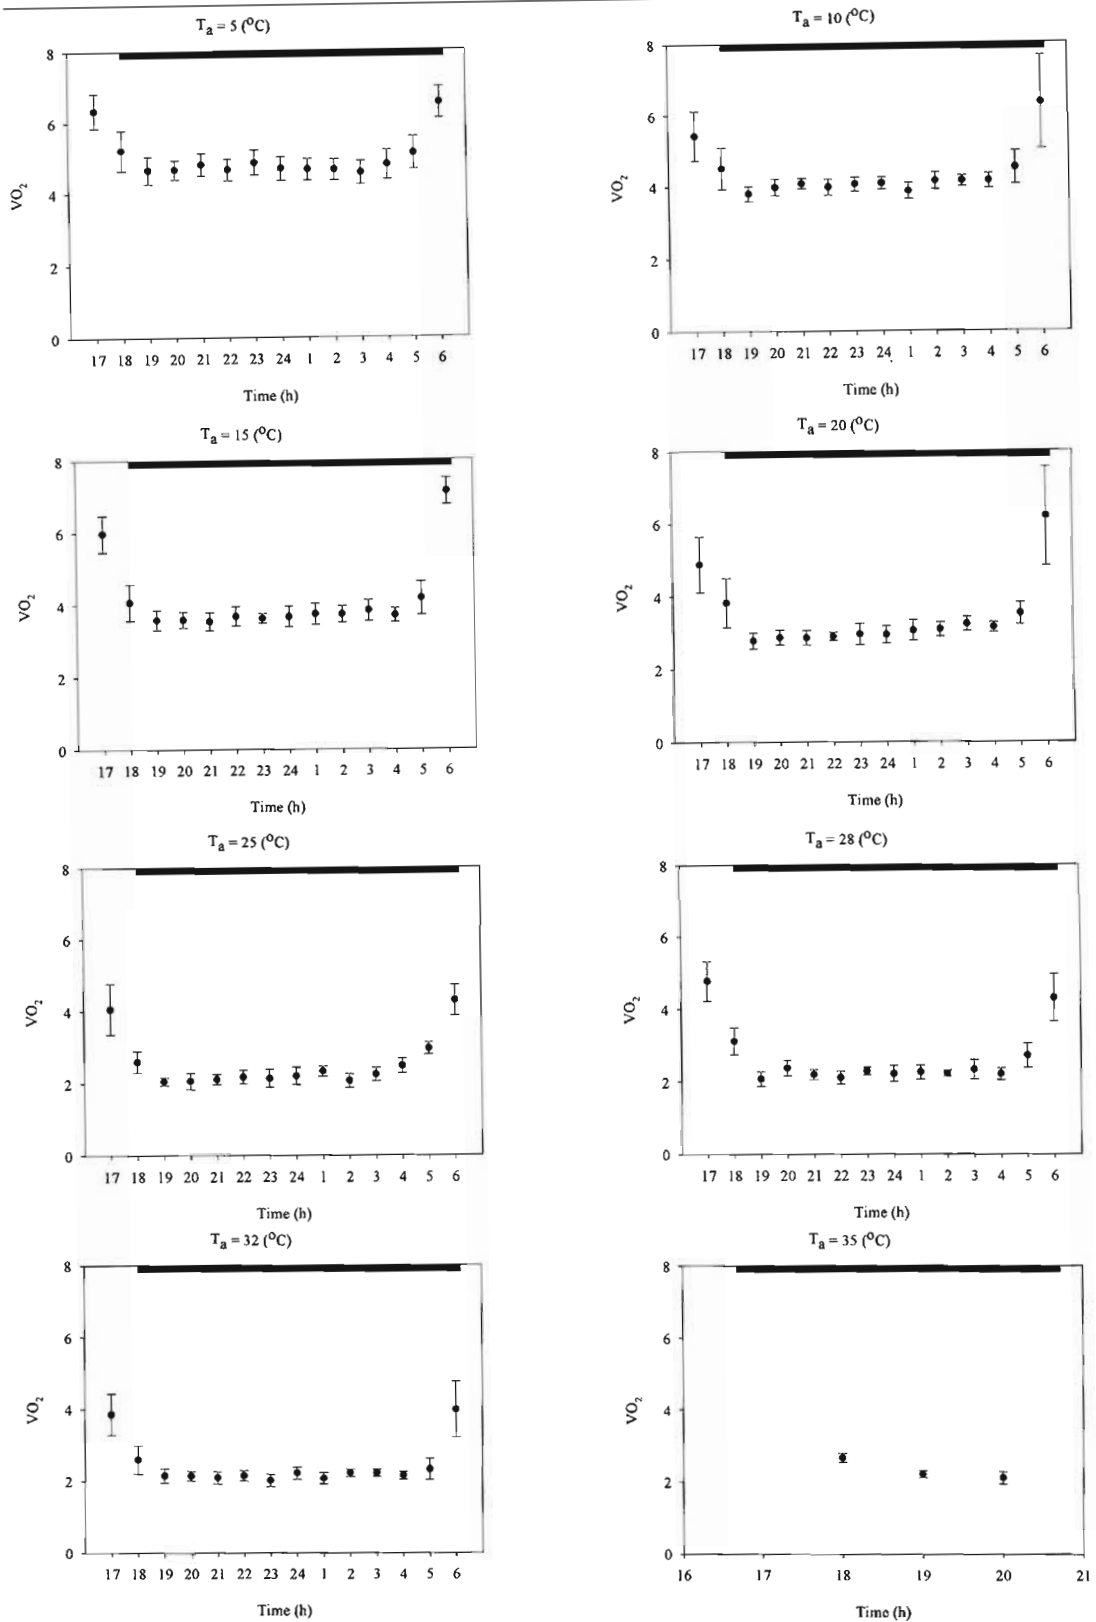 Tₐ = 5 (°C)
8
6
4
2
0
VO₂
17 18 19 20 21 22 23 24 1 2 3 4 5 6
Time (h)
Tₐ = 10 (°C)
8
6
4
2
0
VO₂
17 18 19 20 21 22 23 24 1 2 3 4 5 6
Time (h)
Tₐ = 15 (°C)
8
6
4
2
0
VO₂
17 18 19 20 21 22 23 24 1 2 3 4 5 6
Time (h)
Tₐ = 20 (°C)
8
6
4
2
0
VO₂
17 18 19 20 21 22 23 24 1 2 3 4 5 6
Time (h)
Tₐ = 25 (°C)
8
6
4
2
0
VO₂
17 18 19 20 21 22 23 24 1 2 3 4 5 6
Time (h)
Tₐ = 28 (°C)
8
6
4
2
0
VO₂
17 18 19 20 21 22 23 24 1 2 3 4 5 6
Time (h)
Tₐ = 32 (°C)
8
6
4
2
0
VO₂
17 18 19 20 21 22 23 24 1 2 3 4 5 6
Time (h)
Tₐ = 35 (°C)
8
6
4
2
0
VO₂
16 17 18 19 20 21
Time (h)